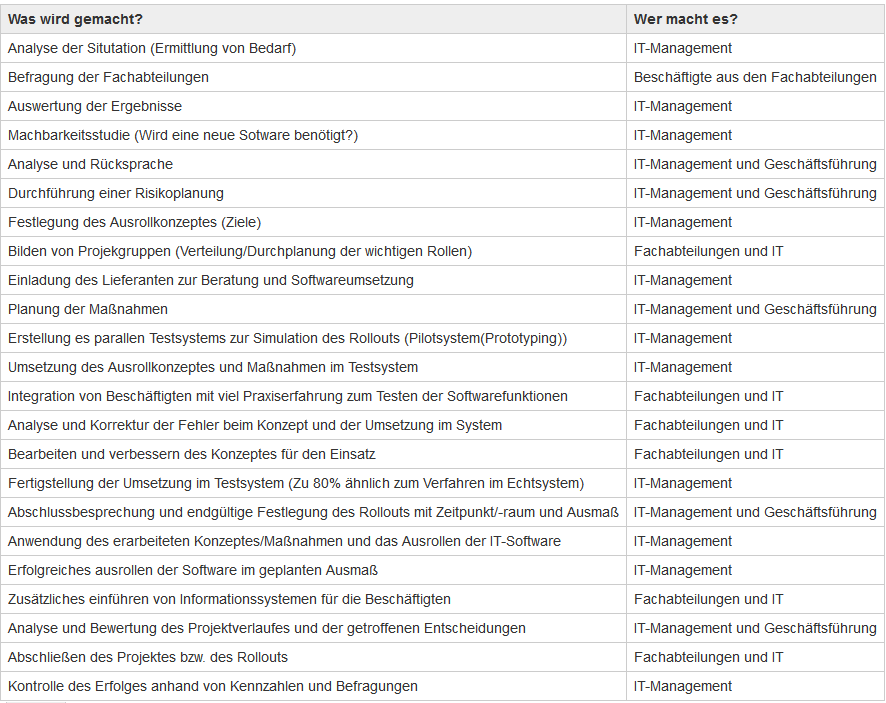 Was wird gemacht? Wer macht es?
Analyse der Situtation (Ermittlung von Bedarf) IT-Management
Befragung der Fachabteilungen Beschäftigte aus den Fachabteilungen
Auswertung der Ergebnisse IT-Management
Machbarkeitsstudie (Wird eine neue Sotware benötigt?) IT-Management
Analyse und Rücksprache IT-Management und Geschäftsführung
Durchführung einer Risikoplanung IT-Management und Geschäftsführung
Festlegung des Ausrollkonzeptes (Ziele) IT-Management
Bilden von Projekgruppen (Verteilung/Durchplanung der wichtigen Rollen) Fachabteilungen und IT
Einladung des Lieferanten zur Beratung und Softwareumsetzung IT-Management
Planung der Maßnahmen IT-Management und Geschäftsführung
Erstellung es parallen Testsystems zur Simulation des Rollouts (Pilotsystem(Prototyping)) IT-Management
Umsetzung des Ausrollkonzeptes und Maßnahmen im Testsystem IT-Management
Integration von Beschäftigten mit viel Praxiserfahrung zum Testen der Softwarefunktionen Fachabteilungen und IT
Analyse und Korrektur der Fehler beim Konzept und der Umsetzung im System Fachabteilungen und IT
Bearbeiten und verbessern des Konzeptes für den Einsatz Fachabteilungen und IT
Fertigstellung der Umsetzung im Testsystem (Zu 80% ähnlich zum Verfahren im Echtsystem) IT-Management
Abschlussbesprechung und endgültige Festlegung des Rollouts mit Zeitpunkt/-raum und Ausmaß IT-Management und Geschäftsführung
Anwendung des erarbeiteten Konzeptes/Maßnahmen und das Ausrollen der IT-Software IT-Management
Erfolgreiches ausrollen der Software im geplanten Ausmaß IT-Management
Zusätzliches einführen von Informationssystemen für die Beschäftigten Fachabteilungen und IT
Analyse und Bewertung des Projektverlaufes und der getroffenen Entscheidungen IT-Management und Geschäftsführung
Abschließen des Projektes bzw. des Rollouts Fachabteilungen und IT
Kontrolle des Erfolges anhand von Kennzahlen und Befragungen IT-Management